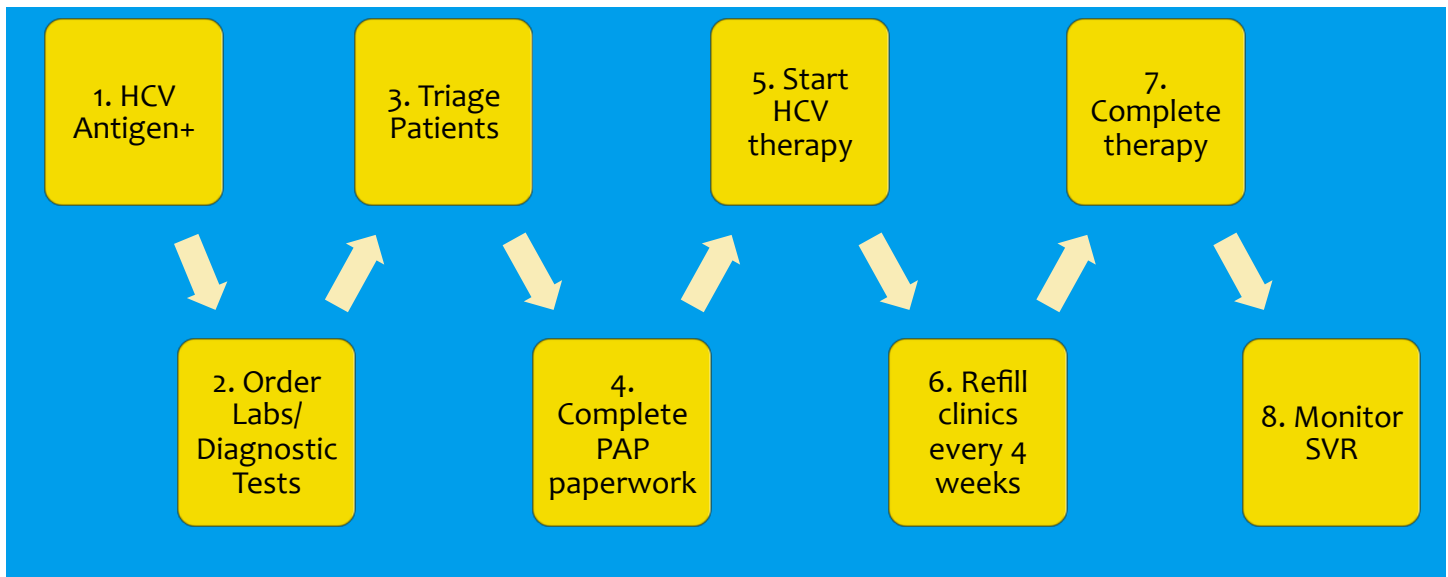 1. HCV
Antigen+
2. Order
Labs/
Diagnostic
Tests
3. Triage
Patients
4.
Complete
PAP
paperwork
5. Start
HCV
therapy
6. Refill
clinics
every 4
weeks
7.
Complete
therapy
8. Monitor
SVR